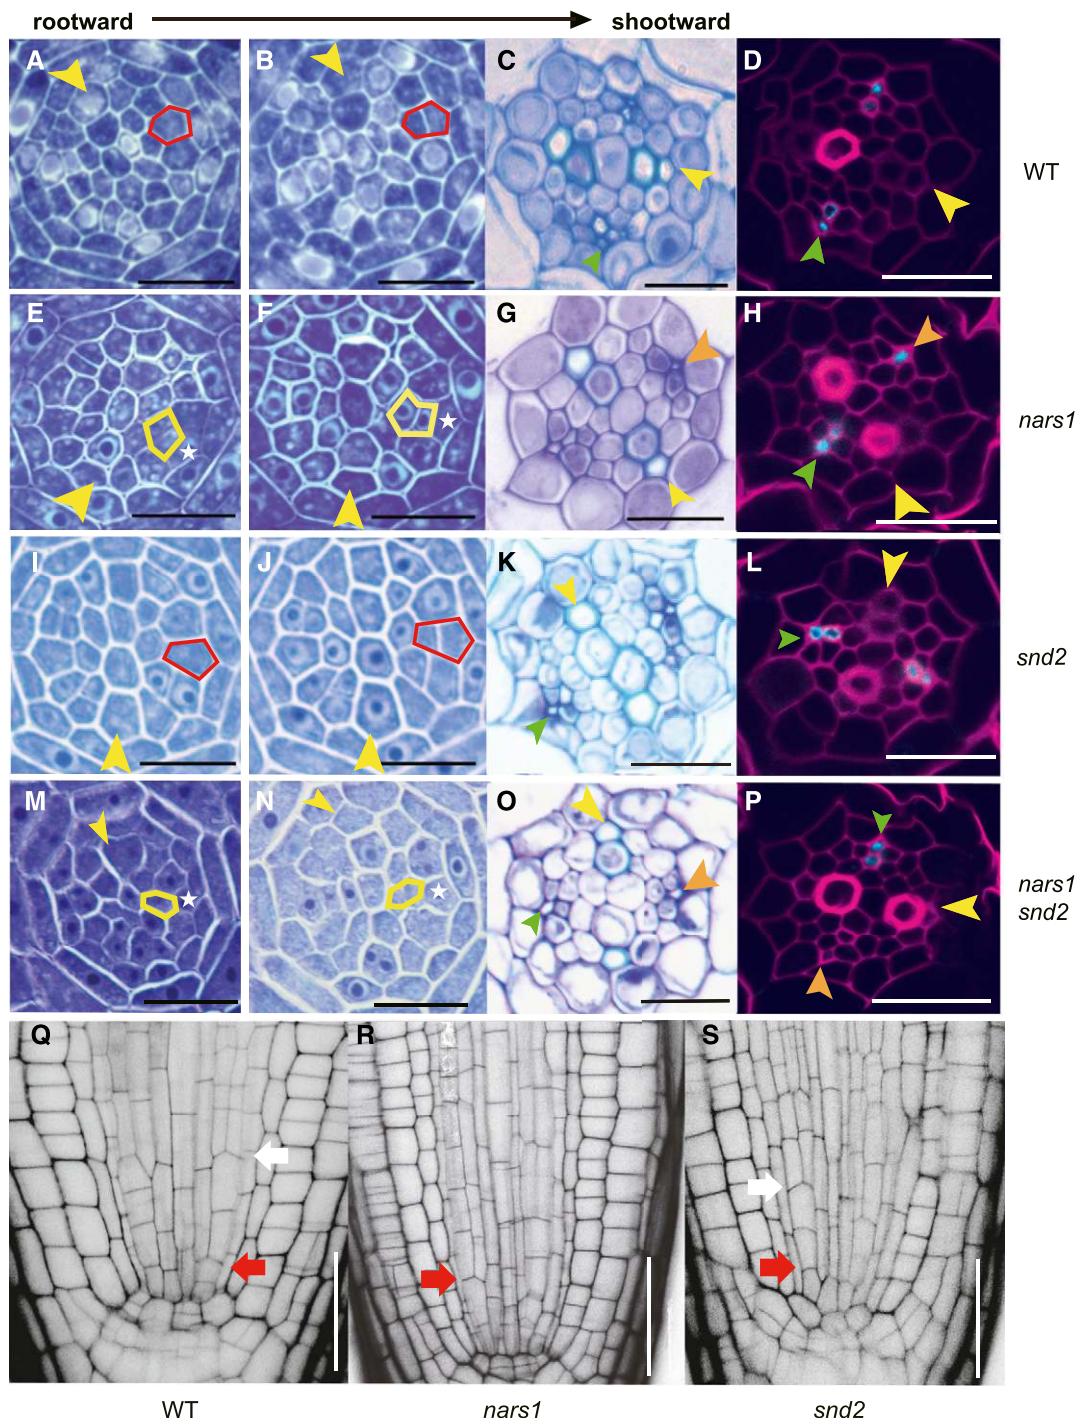 rootward shootward
A B C D
WT
E F G H
nars1
I J K L
snd2
M N O P
nars1
snd2
Q R S
WT nars1 snd2